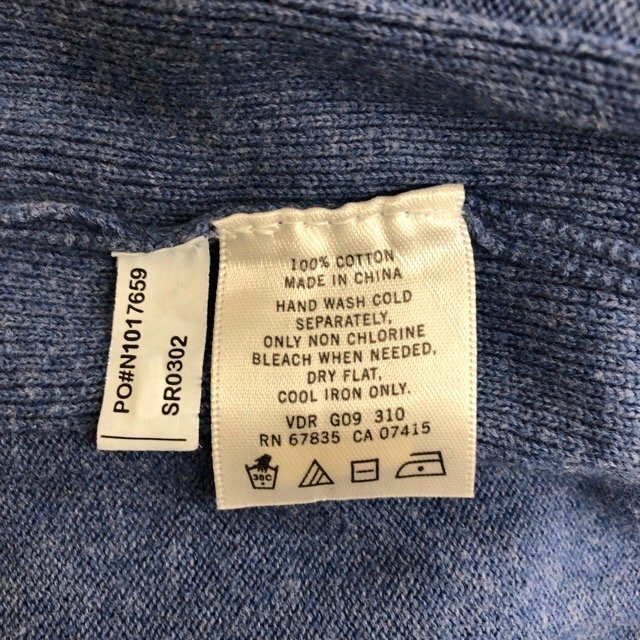 PO#N1017659
SR0302
100% COTTON
MADE IN CHINA
HAND WASH COLD
SEPARATELY,
ONLY NON CHLORINE
BLEACH WHEN NEEDED,
DRY FLAT,
COOL IRON ONLY.
VDR G09 310
RN 67835 CA 07415
30C